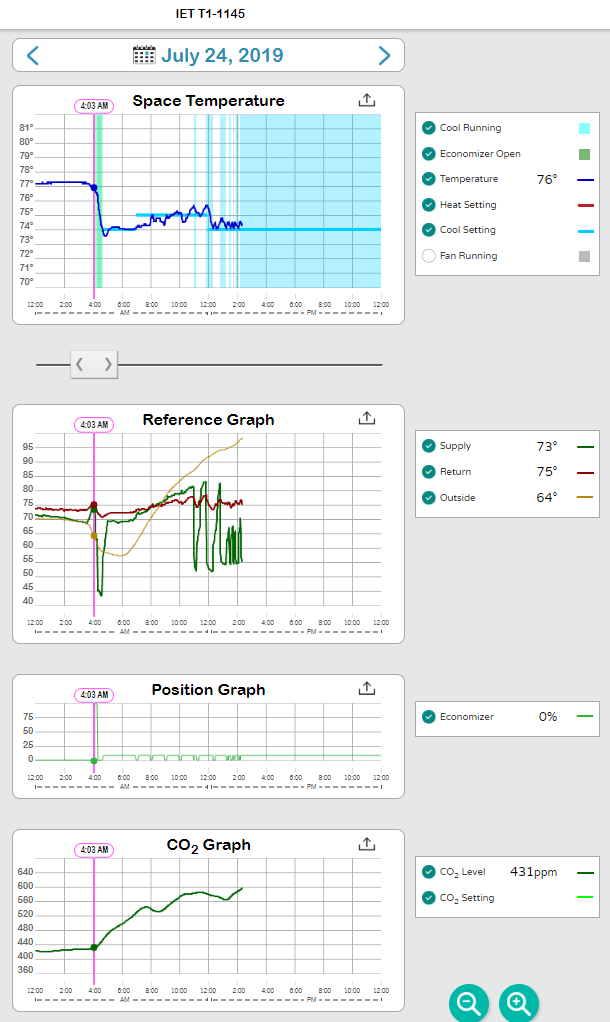 IET T1-1145
July 24, 2019
4:03 AM
Space Temperature
81°
80°
79°
78°
77°
76°
75°
74°
73°
72°
71°
70°
12:00 2:00 4:00 6:00 8:00 10:00 12:00 2:00 4:00 6:00 8:00 10:00 12:00
AM PM
Cool Running
Economizer Open
Temperature 76°
Heat Setting
Cool Setting
Fan Running
4:03 AM
Reference Graph
95
90
85
80
75
70
65
60
55
50
45
40
12:00 2:00 4:00 6:00 8:00 10:00 12:00 2:00 4:00 6:00 8:00 10:00 12:00
AM PM
Supply 73°
Return 75°
Outside 64°
4:03 AM
Position Graph
75
50
25
0
12:00 2:00 4:00 6:00 8:00 10:00 12:00 2:00 4:00 6:00 8:00 10:00 12:00
AM PM
Economizer 0%
4:03 AM
CO₂ Graph
640
600
560
520
480
440
400
360
12:00 2:00 4:00 6:00 8:00 10:00 12:00 2:00 4:00 6:00 8:00 10:00 12:00
AM PM
CO₂ Level 431ppm
CO₂ Setting